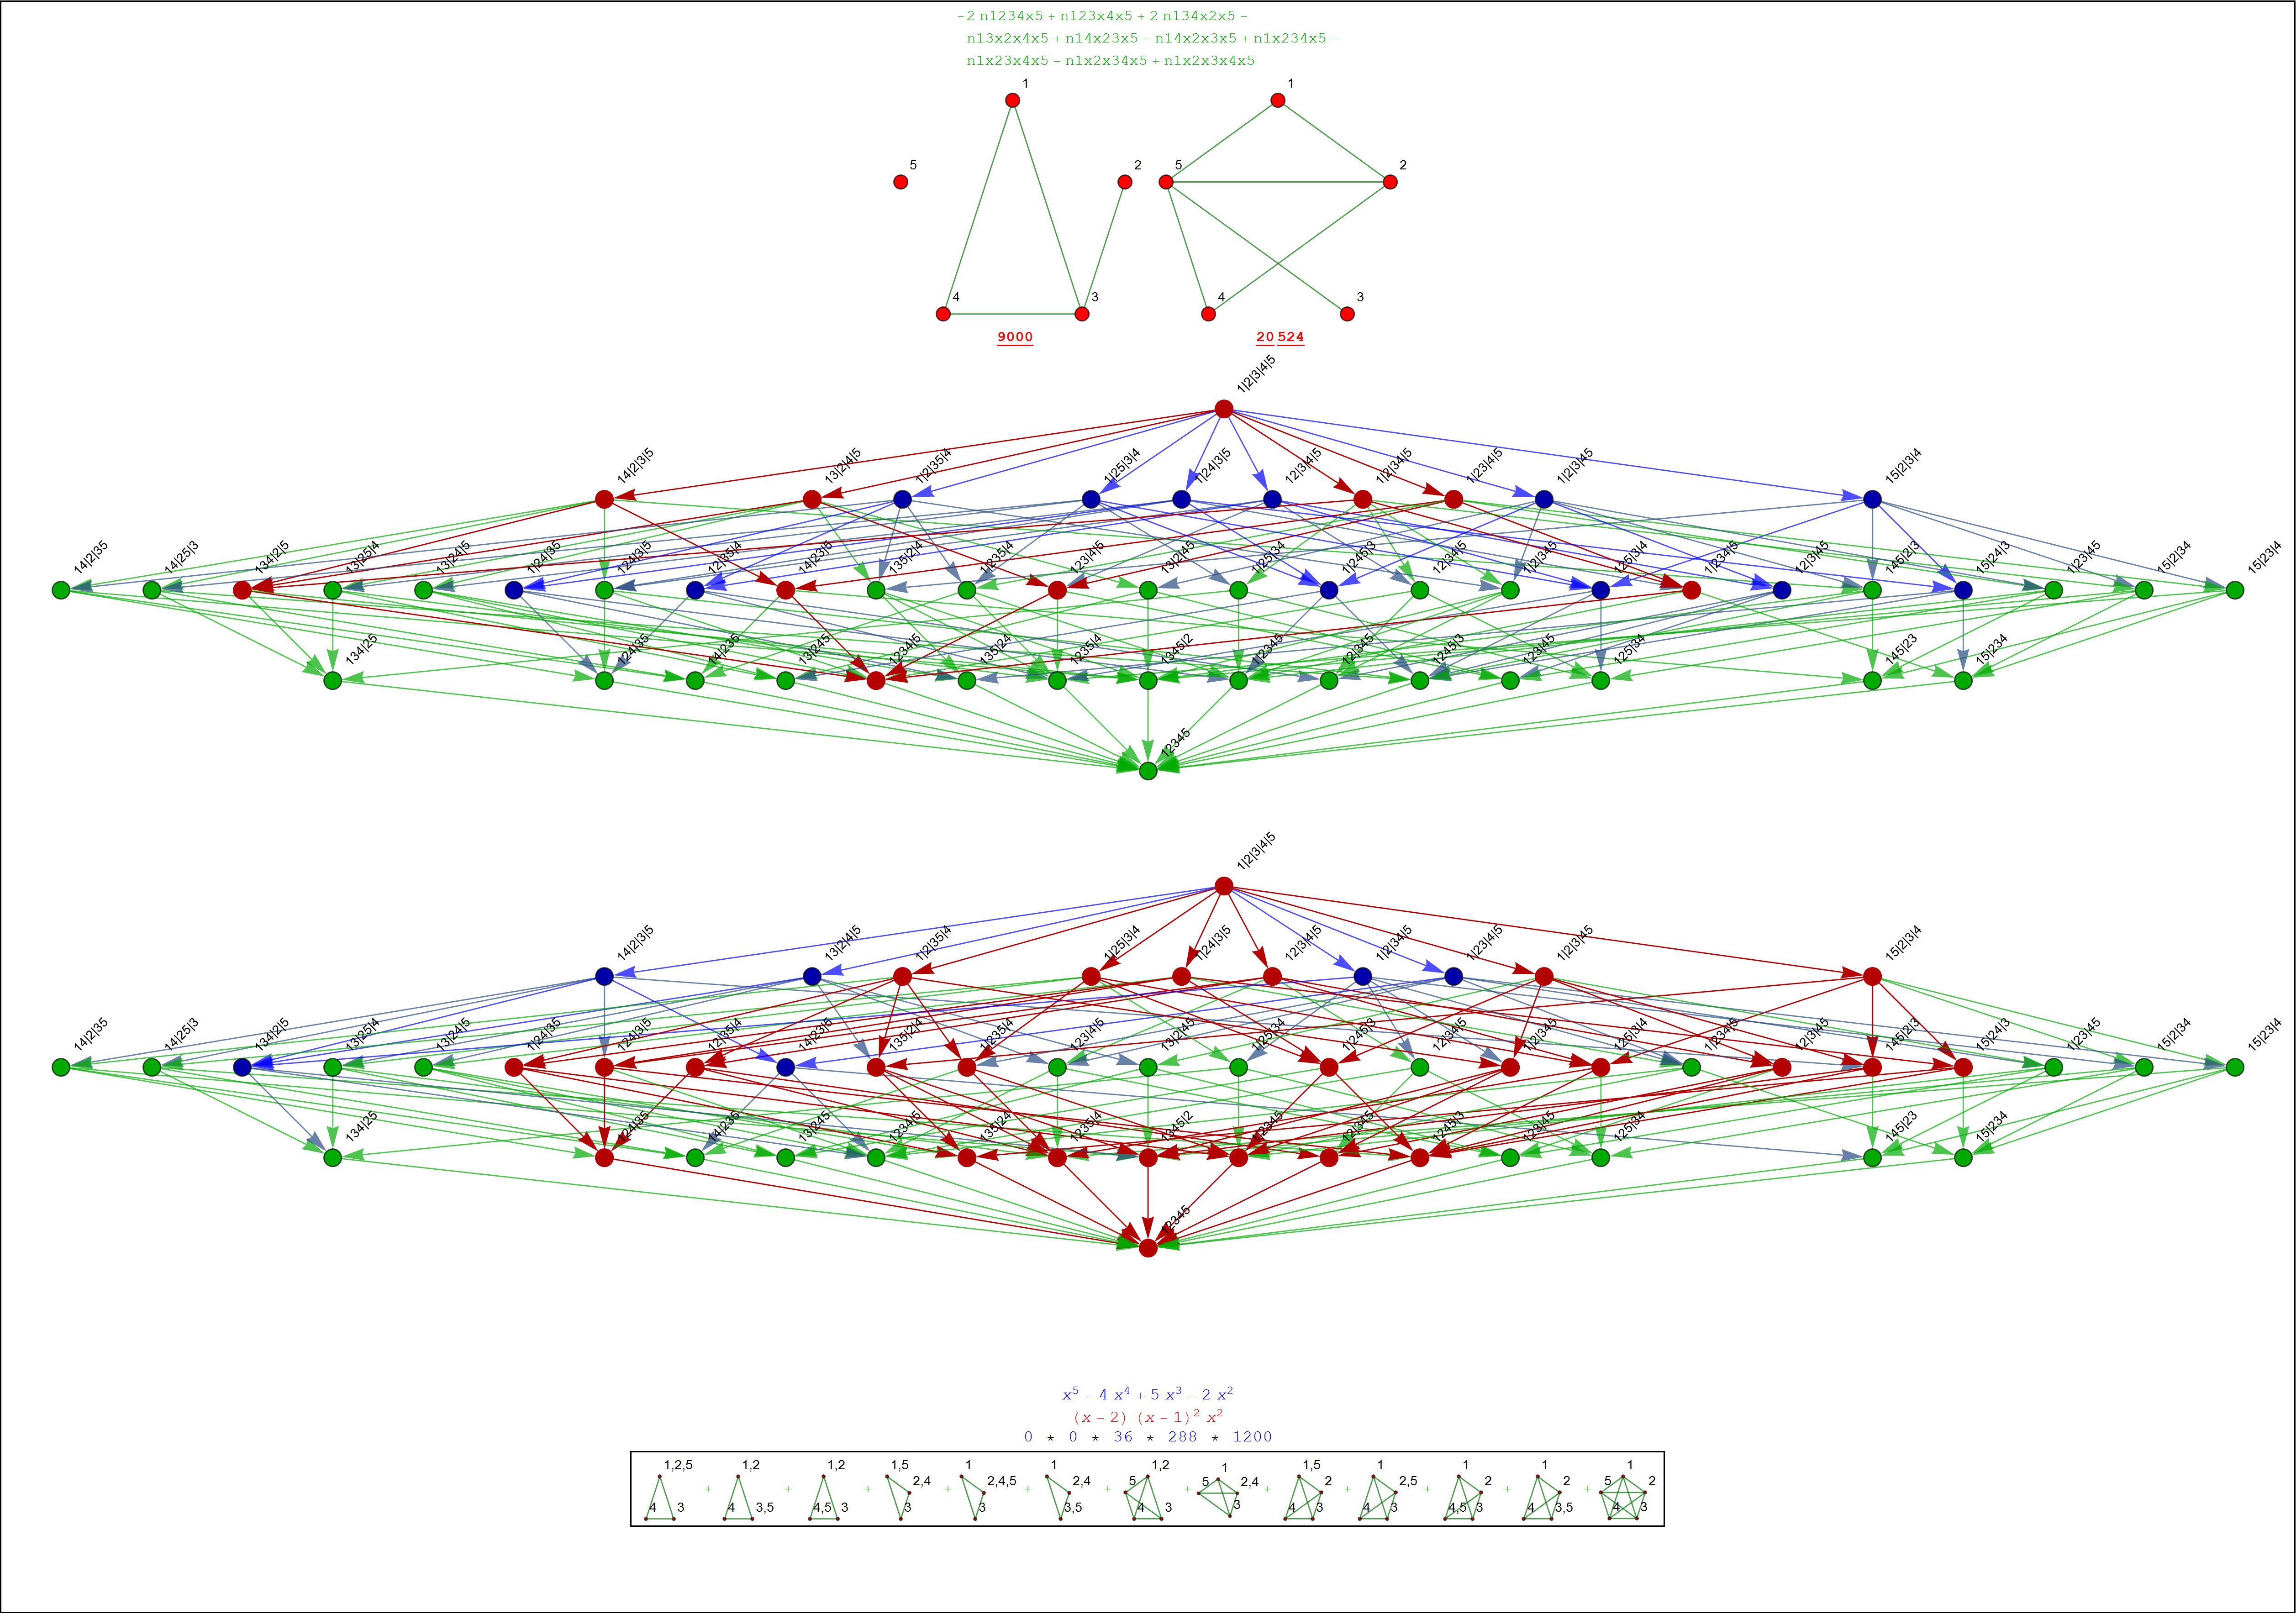 -2 n1234x5 + n123x4x5 + 2 n134x2x5 -
n13x2x4x5 + n14x23x5 - n14x2x3x5 + n1x234x5 -
n1x23x4x5 - n1x2x34x5 + n1x2x3x4x5
1 1
5 2 5 2
4 3 4 3
9000 20 524
1|2|3|4|5
14|2|3|5 13|2|4|5 1|2|35|4 1|25|3|4 1|24|3|5 12|3|4|5 1|2|34|5 1|23|4|5 1|2|3|45 15|2|3|4
14|2|35 14|25|3 134|2|5 13|25|4 13|24|5 1|24|35 124|3|5 12|35|4 14|23|5 135|2|4 1|235|4 123|4|5 13|2|45 1|25|34 1|245|3 12|34|5 1|2|345 125|3|4 1|234|5 12|3|45 145|2|3 15|24|3 1|23|45 15|2|34 15|23|4
134|25 124|35 14|235 13|245 1234|5 135|24 1235|4 1345|2 1|2345 12|345 1245|3 123|45 125|34 145|23 15|234
12345
1|2|3|4|5
14|2|3|5 13|2|4|5 1|2|35|4 1|25|3|4 1|24|3|5 12|3|4|5 1|2|34|5 1|23|4|5 1|2|3|45 15|2|3|4
14|2|35 14|25|3 134|2|5 13|25|4 13|24|5 1|24|35 124|3|5 12|35|4 14|23|5 135|2|4 1|235|4 123|4|5 13|2|45 1|25|34 1|245|3 12|34|5 1|2|345 125|3|4 1|234|5 12|3|45 145|2|3 15|24|3 1|23|45 15|2|34 15|23|4
134|25 124|35 14|235 13|245 1234|5 135|24 1235|4 1345|2 1|2345 12|345 1245|3 123|45 125|34 145|23 15|234
12345
x⁵ - 4 x⁴ + 5 x³ - 2 x²
(x - 2) (x - 1)² x²
0 * 0 * 36 * 288 * 1200
1,2,5 1,2 1,2 1,5 1 1 1,2 1 1,5 1 1 1 1
2,4 2,4,5 2,4 5 5 2,4 2 2,5 2 2 5 2
+ + + + + + + + + + + +
4 3 4 3,5 4,5 3 3 3 3,5 4 3 3 4 3 4 3 4,5 3 4 3,5 4 3